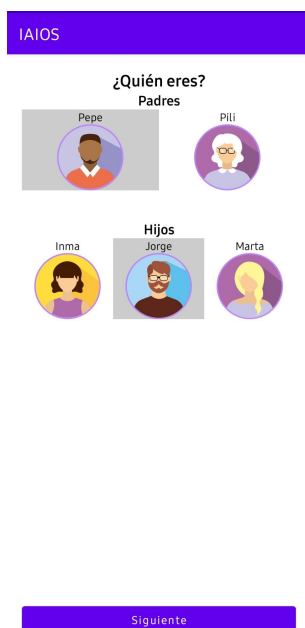 IAIOS
¿Quién eres?
Padres
Pepe Pili
Hijos
Inma Jorge Marta
Siguiente